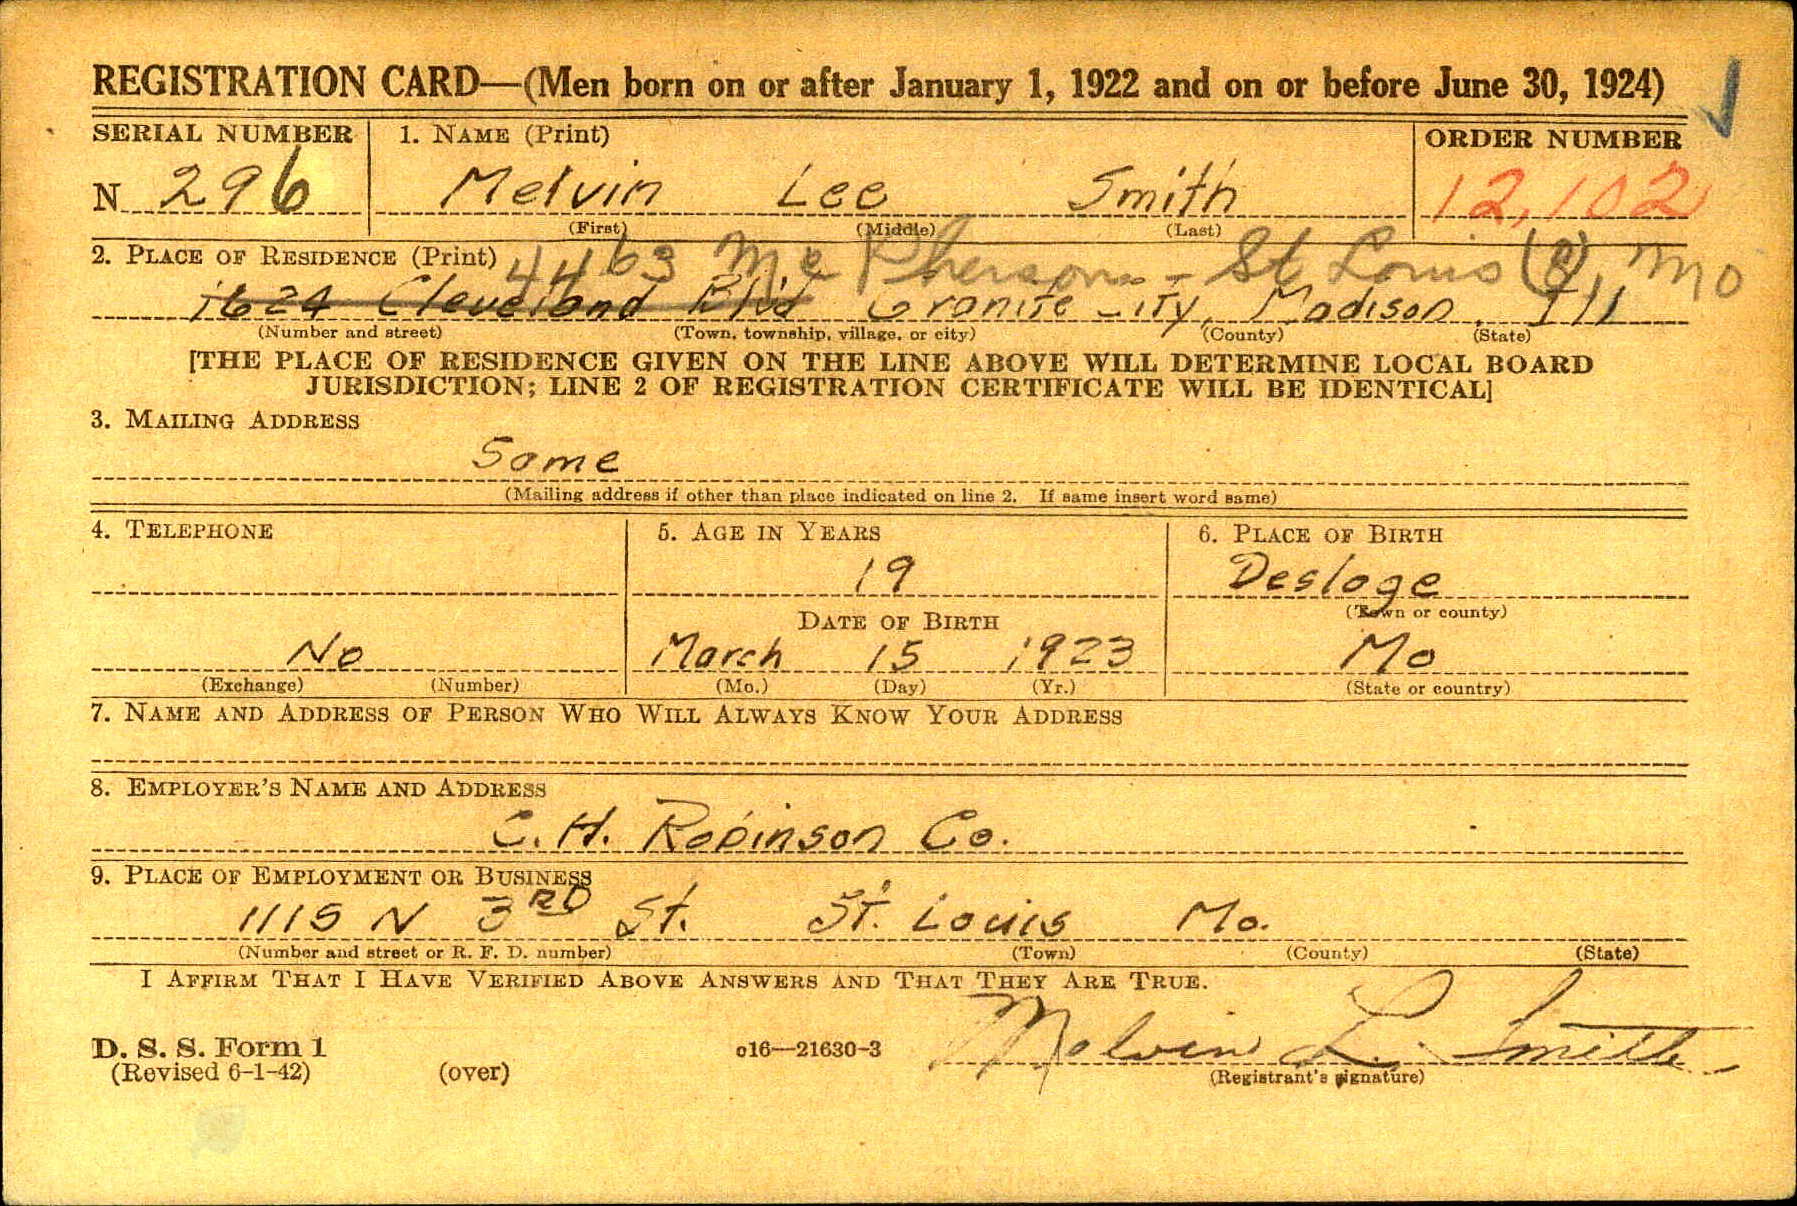 REGISTRATION CARD—(Men born on or after January 1, 1922 and on or before June 30, 1924)
SERIAL NUMBER 1. NAME (Print) ORDER NUMBER
N 296 Melvin Lee Smith 12,102
(First) (Middle) (Last)
2. PLACE OF RESIDENCE (Print) 4463 McPherson - St Louis (8), Mo
1624 Cleveland Blvd Granite City, Madison, Ill
(Number and street) (Town, township, village, or city) (County) (State)
[THE PLACE OF RESIDENCE GIVEN ON THE LINE ABOVE WILL DETERMINE LOCAL BOARD
JURISDICTION; LINE 2 OF REGISTRATION CERTIFICATE WILL BE IDENTICAL]
3. MAILING ADDRESS
Same
(Mailing address if other than place indicated on line 2. If same insert word same)
4. TELEPHONE 5. AGE IN YEARS 6. PLACE OF BIRTH
19 Desloge
(Town or county)
DATE OF BIRTH
No March 15 1923 Mo
(Exchange) (Number) (Mo.) (Day) (Yr.) (State or country)
7. NAME AND ADDRESS OF PERSON WHO WILL ALWAYS KNOW YOUR ADDRESS
8. EMPLOYER'S NAME AND ADDRESS
C. H. Robinson Co.
9. PLACE OF EMPLOYMENT OR BUSINESS
1115 N 3RD St. St. Louis Mo.
(Number and street or R. F. D. number) (Town) (County) (State)
I AFFIRM THAT I HAVE VERIFIED ABOVE ANSWERS AND THAT THEY ARE TRUE.
Melvin L. Smith
D. S. S. Form 1
(Revised 6-1-42) (over) c16—21630-3 (Registrant's signature)